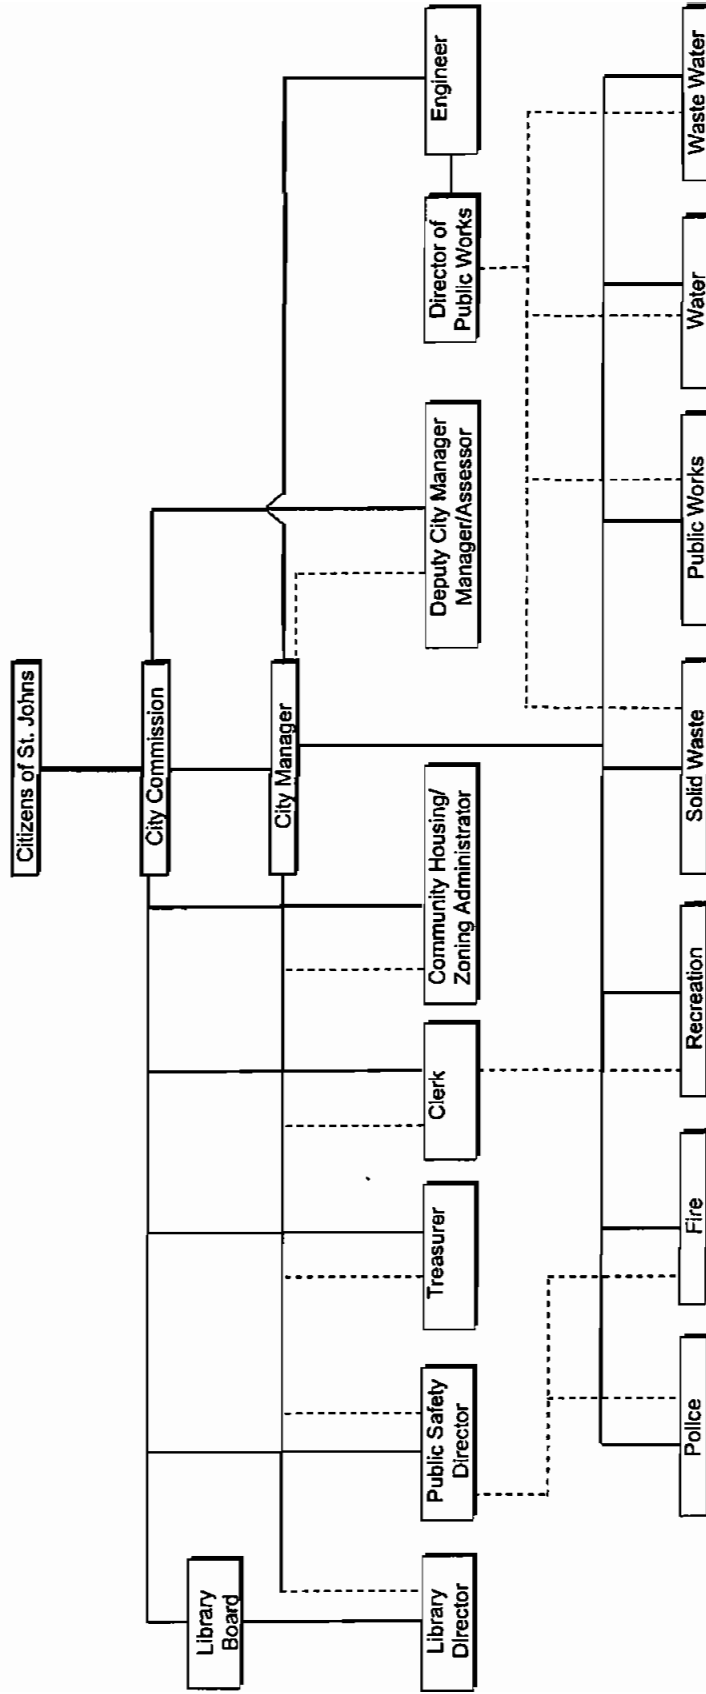 Citizens of St. Johns
City Commission
City Manager
Library
Board
Library
Director
Public Safety
Director
Treasurer
Clerk
Community Housing/
Zoning Administrator
Deputy City Manager
Manager/Assessor
Director of
Public Works
Engineer
Police
Fire
Recreation
Solid Waste
Public Works
Water
Waste Water